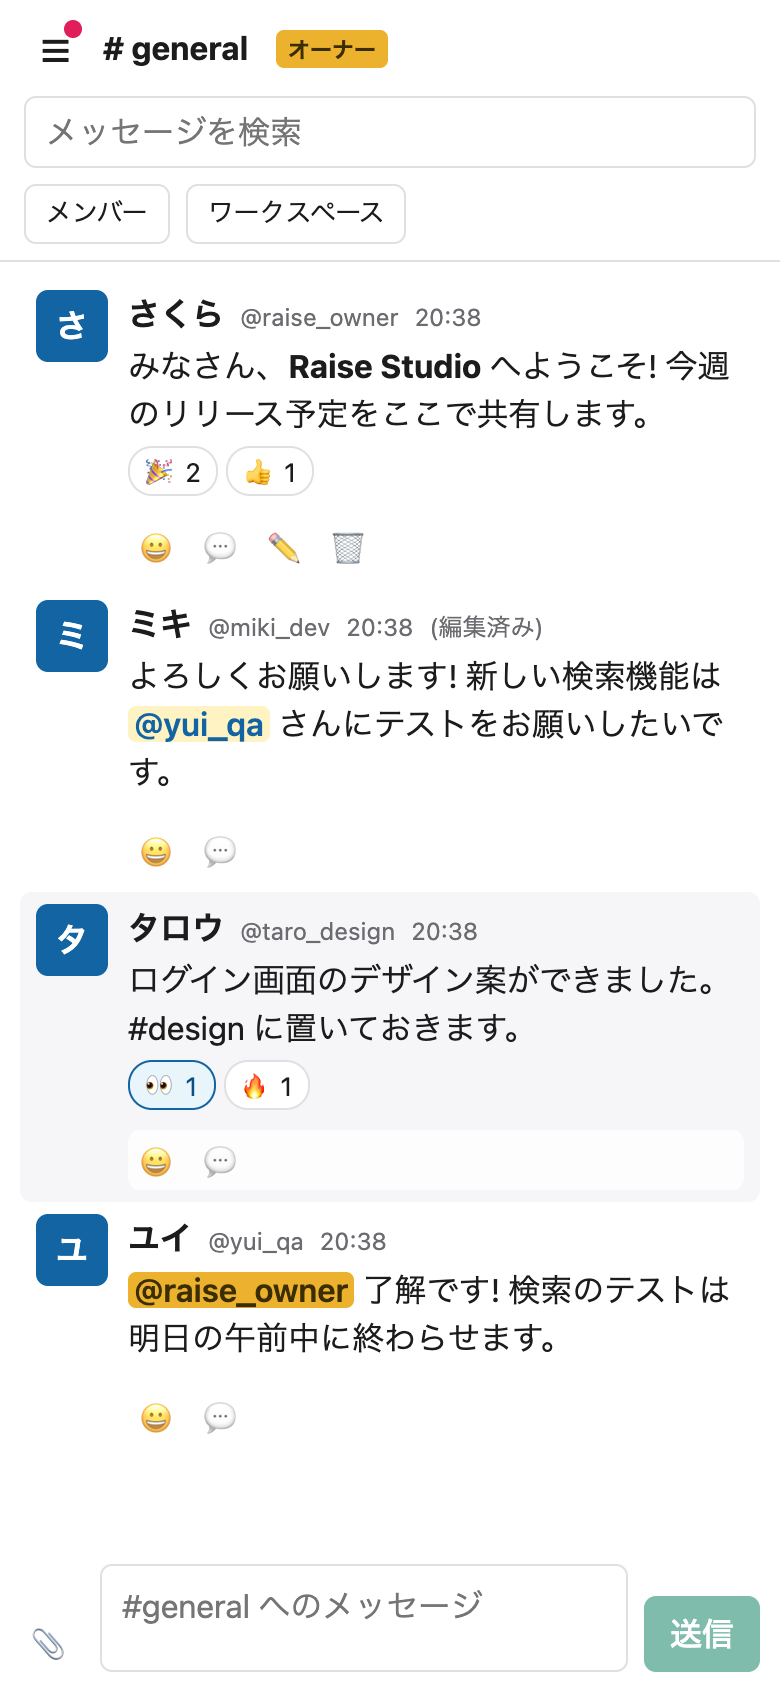 # general オーナー
メッセージを検索
メンバー ワークスペース
さ さくら @raise_owner 20:38
みなさん、Raise Studio へようこそ! 今週
のリリース予定をここで共有します。
🎉 2 👍 1
ミ ミキ @miki_dev 20:38 (編集済み)
よろしくお願いします! 新しい検索機能は
@yui_qa さんにテストをお願いしたいで
す。
タ タロウ @taro_design 20:38
ログイン画面のデザイン案ができました。
#design に置いておきます。
👀 1 🔥 1
ユ ユイ @yui_qa 20:38
@raise_owner 了解です! 検索のテストは
明日の午前中に終わらせます。
#general へのメッセージ
送信